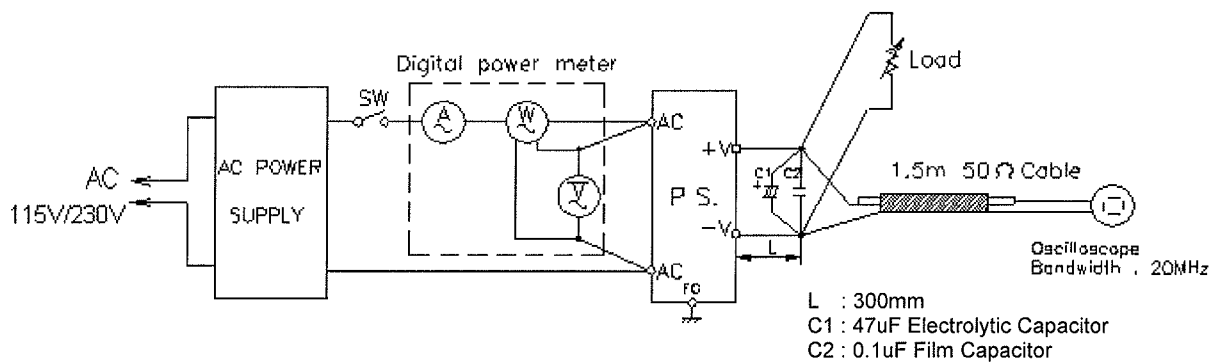 Digital power meter
Load
SW
A
W
AC
AC POWER
SUPPLY
AC
115V/230V
V
+V
C1
C2
+
P.S.
-V
1.5m 50Ω Cable
L
AC
FG
Oscilloscope
Bandwidth : 20MHz
L : 300mm
C1 : 47uF Electrolytic Capacitor
C2 : 0.1uF Film Capacitor